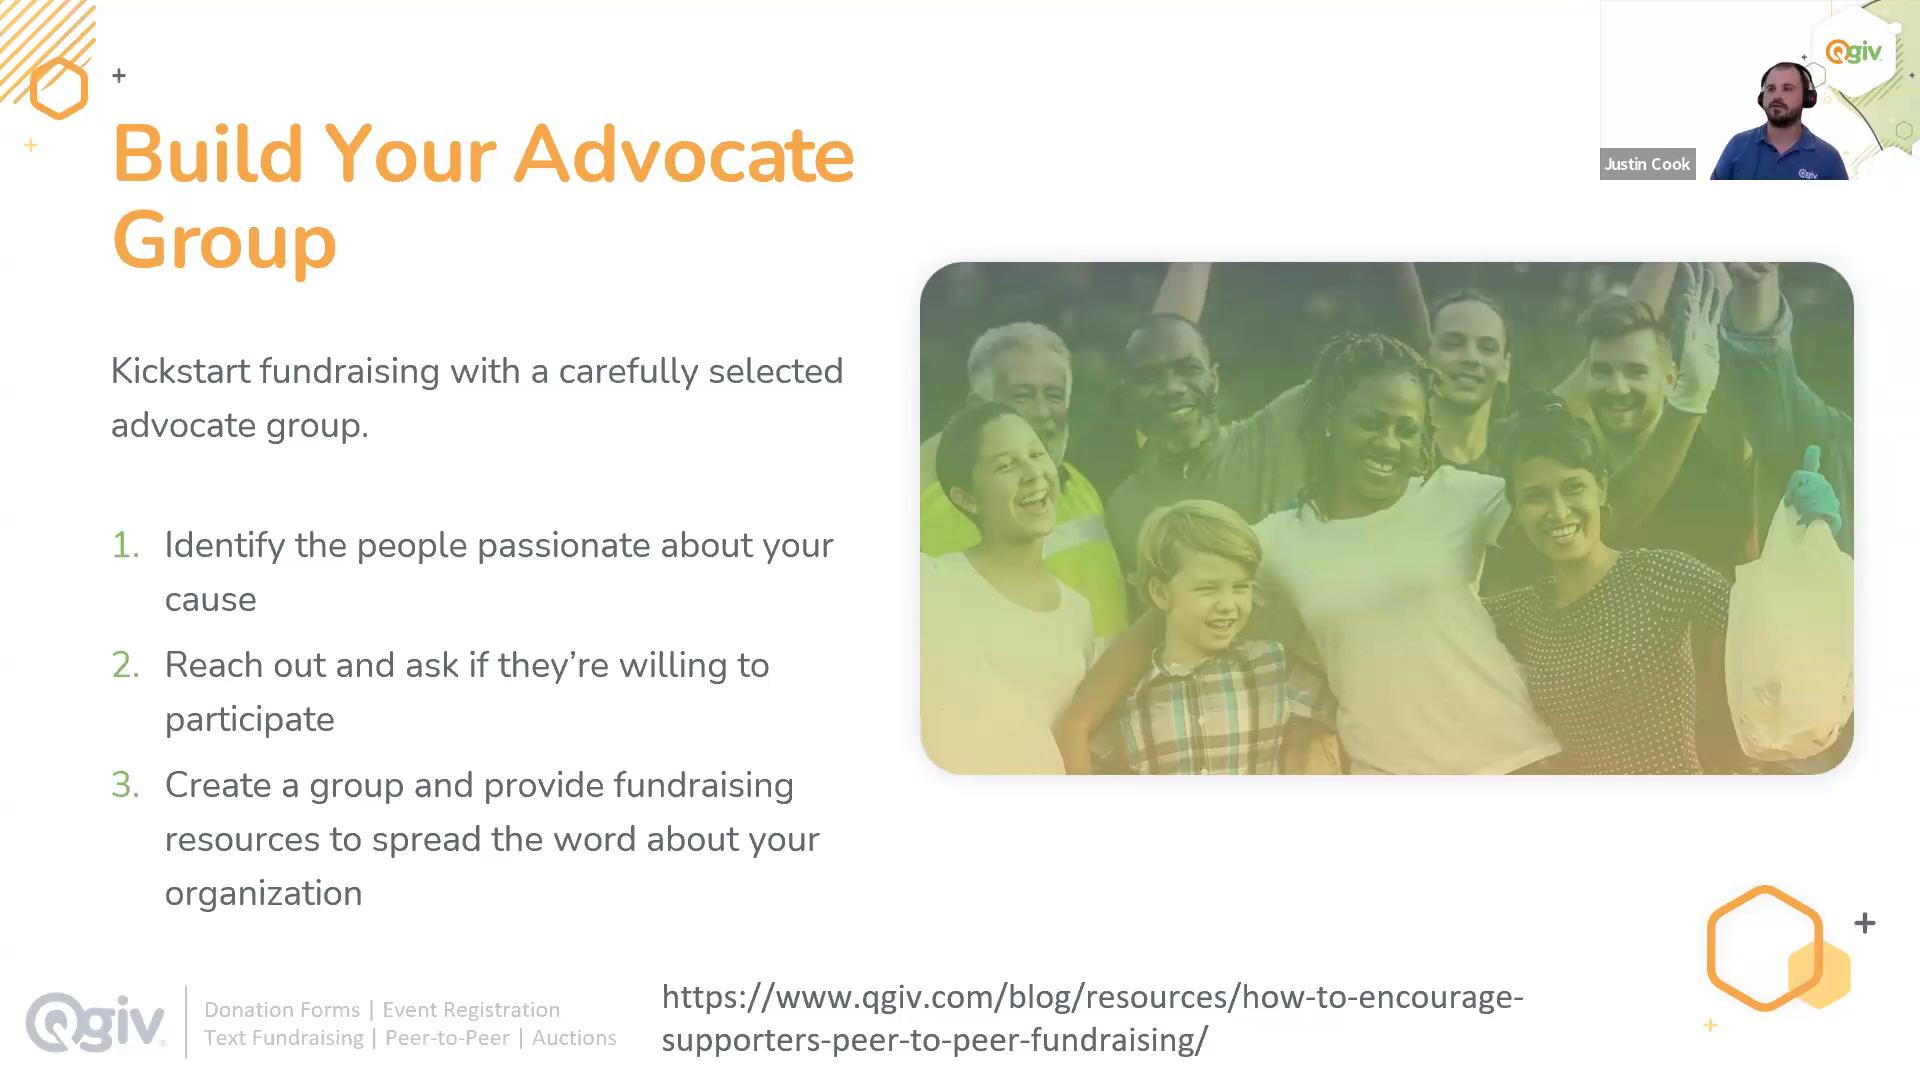 Qgiv
Justin Cook
Qgiv
Build Your Advocate
Group
Kickstart fundraising with a carefully selected
advocate group.
1. Identify the people passionate about your
cause
2. Reach out and ask if they’re willing to
participate
3. Create a group and provide fundraising
resources to spread the word about your
organization
Qgiv
Donation Forms | Event Registration
Text Fundraising | Peer-to-Peer | Auctions
https://www.qgiv.com/blog/resources/how-to-encourage-
supporters-peer-to-peer-fundraising/